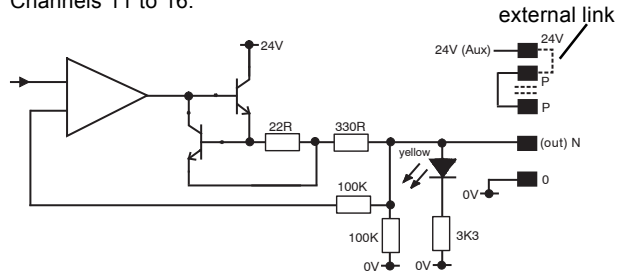 Channels 11 to 16.
external link
24V
24V (Aux)
24V
P
P
22R
330R
(out) N
yellow
0
0V
100K
100K
3K3
0V
0V